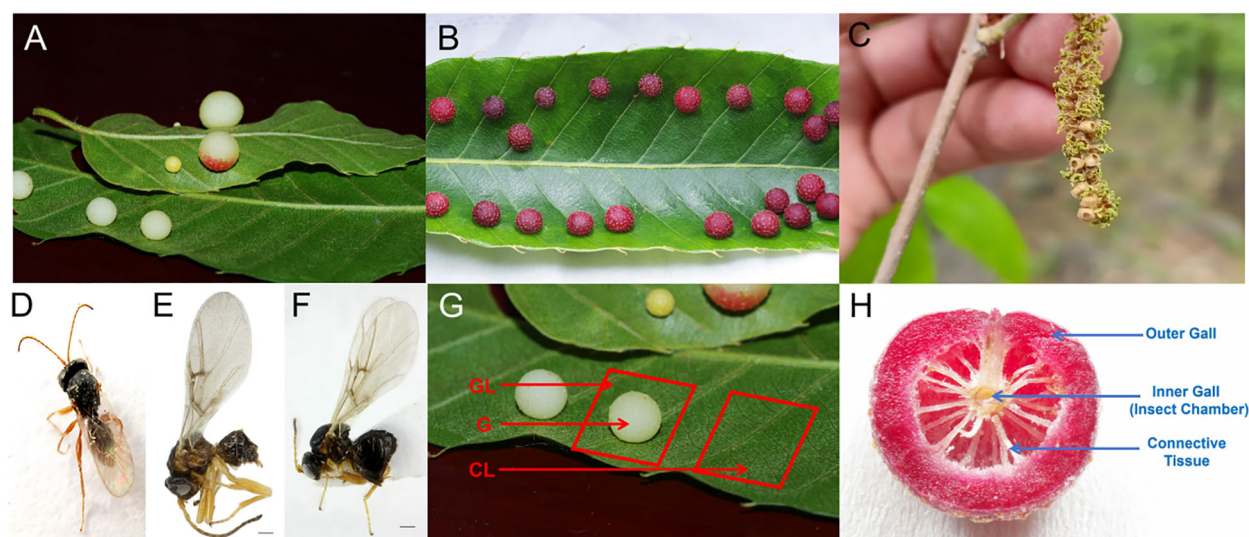 A
B
C
D
E
F
G
GL
G
CL
H
Outer Gall
Inner Gall
(Insect Chamber)
Connective
Tissue